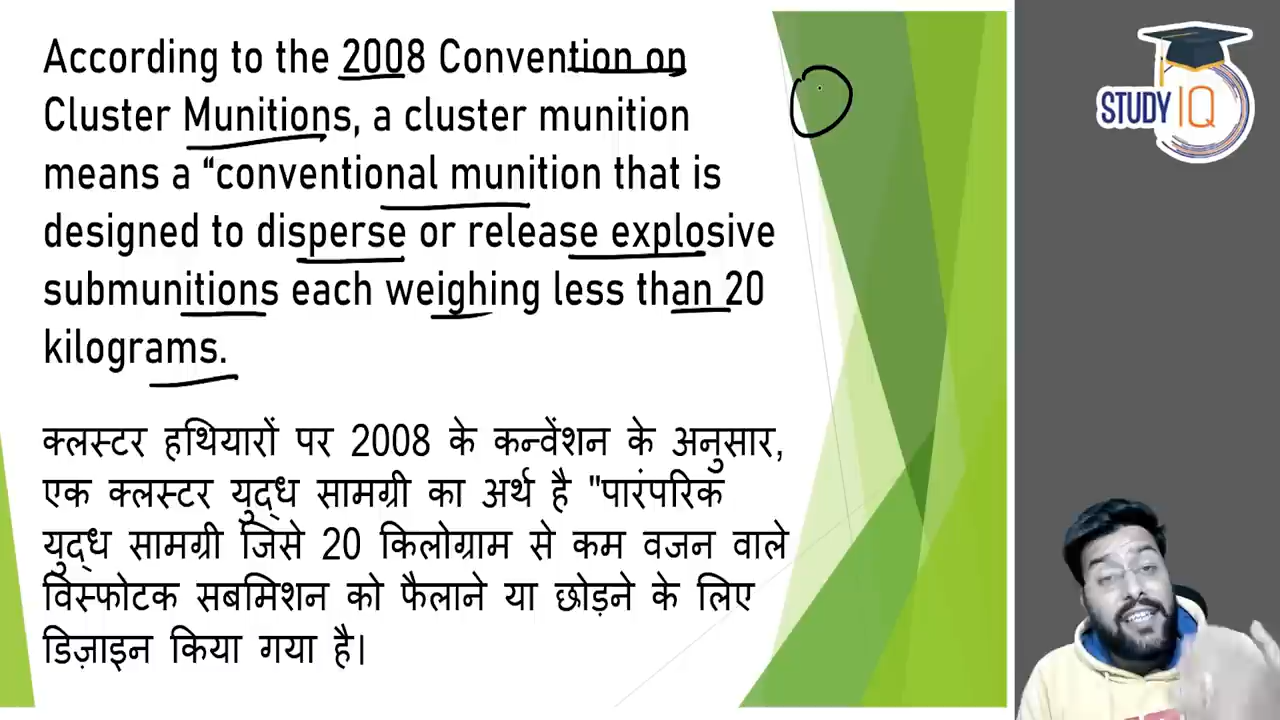 According to the 2008 Convention on
Cluster Munitions, a cluster munition
means a “conventional munition that is
designed to disperse or release explosive
submunitions each weighing less than 20
kilograms.
क्लस्टर हथियारों पर 2008 के कन्वेंशन के अनुसार,
एक क्लस्टर युद्ध सामग्री का अर्थ है "पारंपरिक
युद्ध सामग्री जिसे 20 किलोग्राम से कम वजन वाले
विस्फोटक सबमिशन को फैलाने या छोड़ने के लिए
डिज़ाइन किया गया है।
STUDY IQ